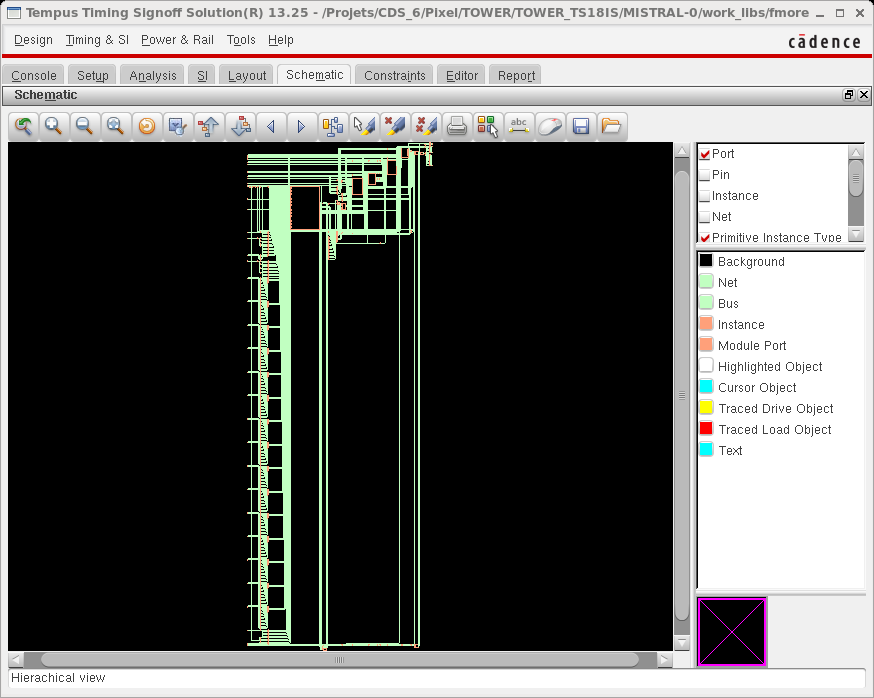 Tempus Timing Signoff Solution(R) 13.25 - /Projets/CDS_6/Pixel/TOWER/TOWER_TS18IS/MISTRAL-0/work_libs/fmore
Design Timing & SI Power & Rail Tools Help
cādence
Console Setup Analysis SI Layout Schematic Constraints Editor Report
Schematic
abc
Port
Pin
Instance
Net
Primitive Instance Type
Background
Net
Bus
Instance
Module Port
Highlighted Object
Cursor Object
Traced Drive Object
Traced Load Object
Text
Hierachical view